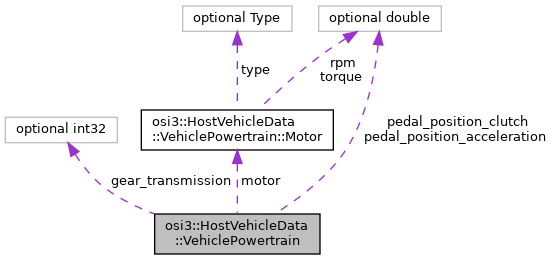 optional Type
optional double
type
rpm
torque
osi3::HostVehicleData
::VehiclePowertrain::Motor
optional int32
pedal_position_clutch
pedal_position_acceleration
gear_transmission
motor
osi3::HostVehicleData
::VehiclePowertrain